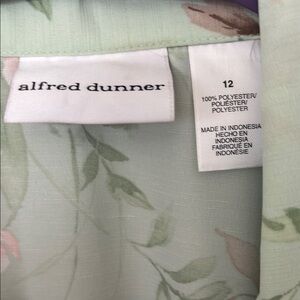 alfred dunner
12
100% POLYESTER/
POLIÉSTER/
POLYESTER
MADE IN INDONESIA
HECHO EN
INDONESIA
FABRIQUÉ EN
INDONÉSIE